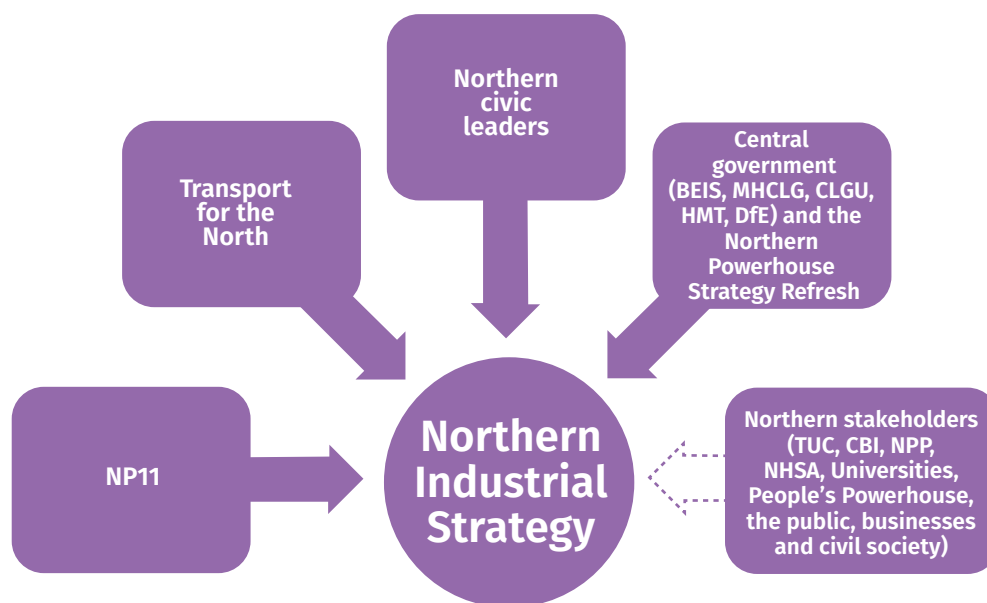 Northern
civic
leaders
Transport
for the
North
Central
government
(BEIS, MHCLG, CLGU,
HMT, DfE) and the
Northern
Powerhouse
Strategy Refresh
NP11
Northern
Industrial
Strategy
Northern stakeholders
(TUC, CBI, NPP,
NHSA, Universities,
People’s Powerhouse,
the public, businesses
and civil society)